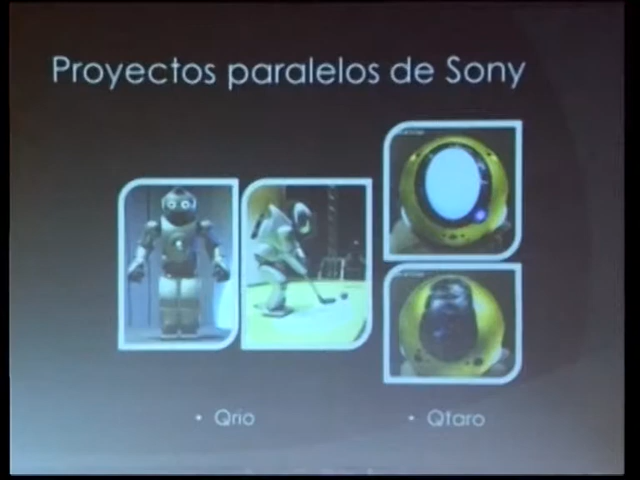 Proyectos paralelos de Sony
• Qrio
• Qtaro